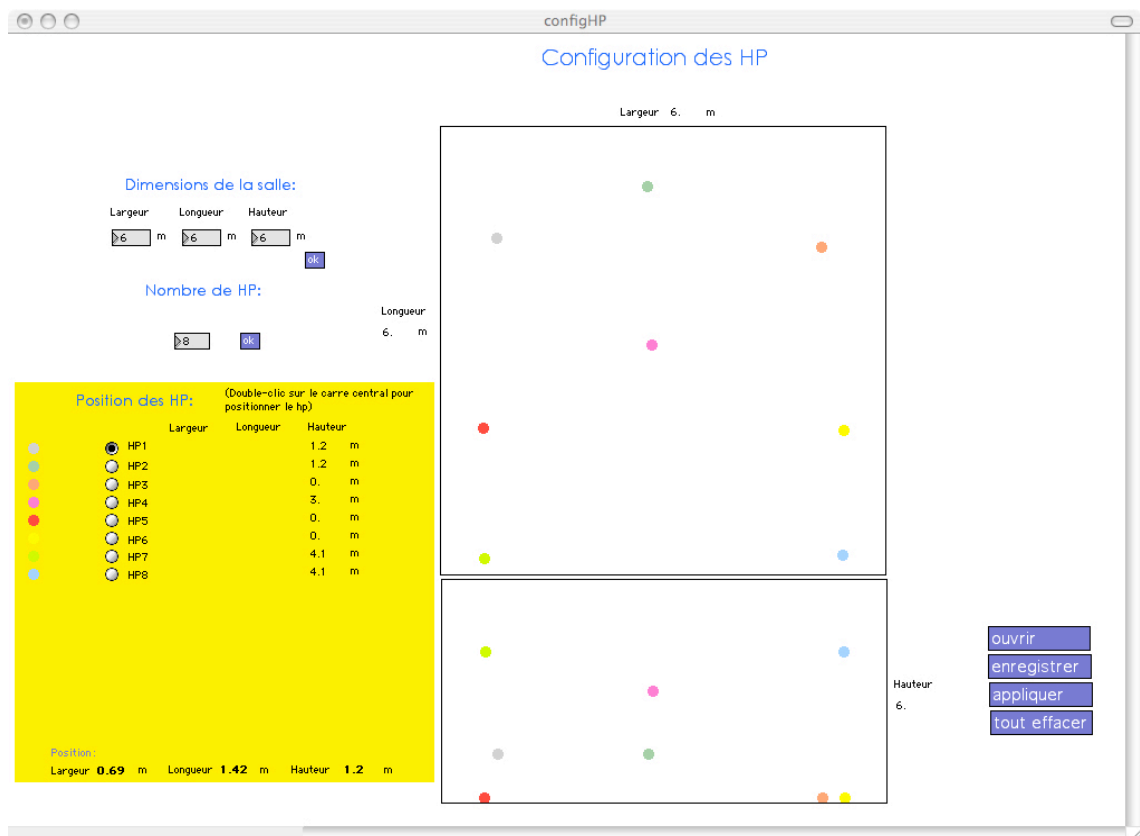 configHP
Configuration des HP
Largeur 6. m
Dimensions de la salle:
Largeur Longueur Hauteur
6 m 6 m 6 m
ok
Nombre de HP:
Longueur
6. m
8 ok
Position des HP: (Double-clic sur le carre central pour
positionner le hp)
Largeur Longueur Hauteur
HP1 1.2 m
HP2 1.2 m
HP3 0. m
HP4 3. m
HP5 0. m
HP6 0. m
HP7 4.1 m
HP8 4.1 m
ouvrir
enregistrer
Hauteur
appliquer
6.
tout effacer
Position:
Largeur 0.69 m Longueur 1.42 m Hauteur 1.2 m